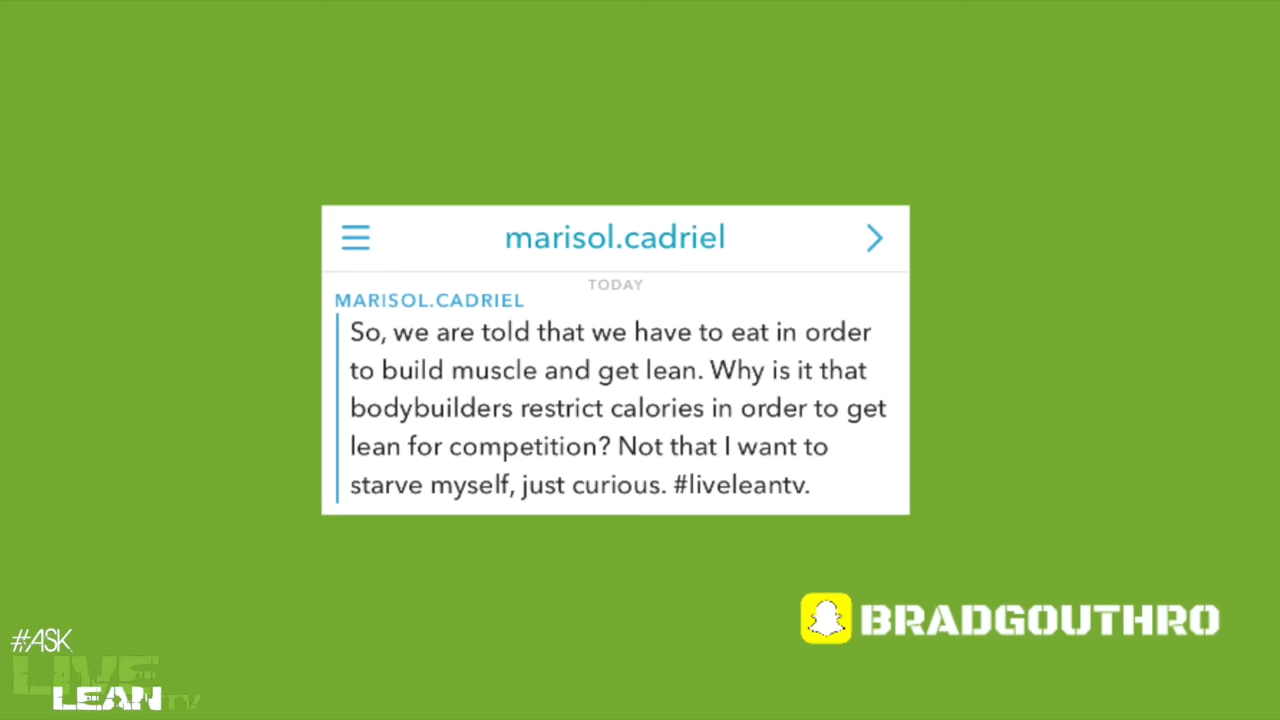 marisol.cadriel
TODAY
MARISOL.CADRIEL
So, we are told that we have to eat in order
to build muscle and get lean. Why is it that
bodybuilders restrict calories in order to get
lean for competition? Not that I want to
starve myself, just curious. #liveleantv.
BRADGOUTHRO
#ASK
LIVE
LEAN TV